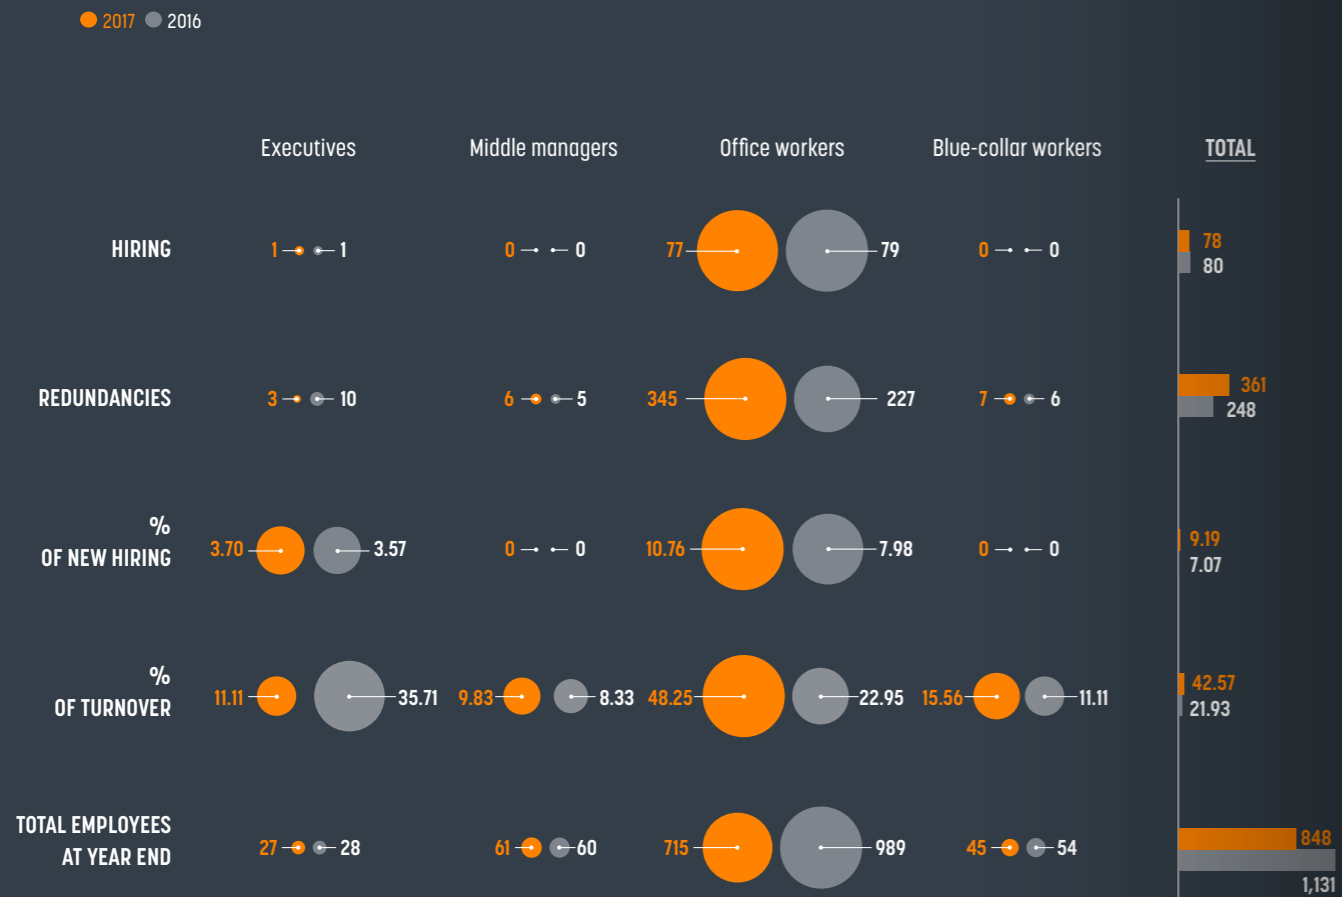 2017 2016
Executives Middle managers Office workers Blue-collar workers TOTAL
HIRING 1 1 0 0 77 79 0 0 78
80
REDUNDANCIES 3 10 6 5 345 227 7 6 361
248
%
OF NEW HIRING 3.70 3.57 0 0 10.76 7.98 0 0 9.19
7.07
%
OF TURNOVER 11.11 35.71 9.83 8.33 48.25 22.95 15.56 11.11 42.57
21.93
TOTAL EMPLOYEES
AT YEAR END 27 28 61 60 715 989 45 54 848
1,131